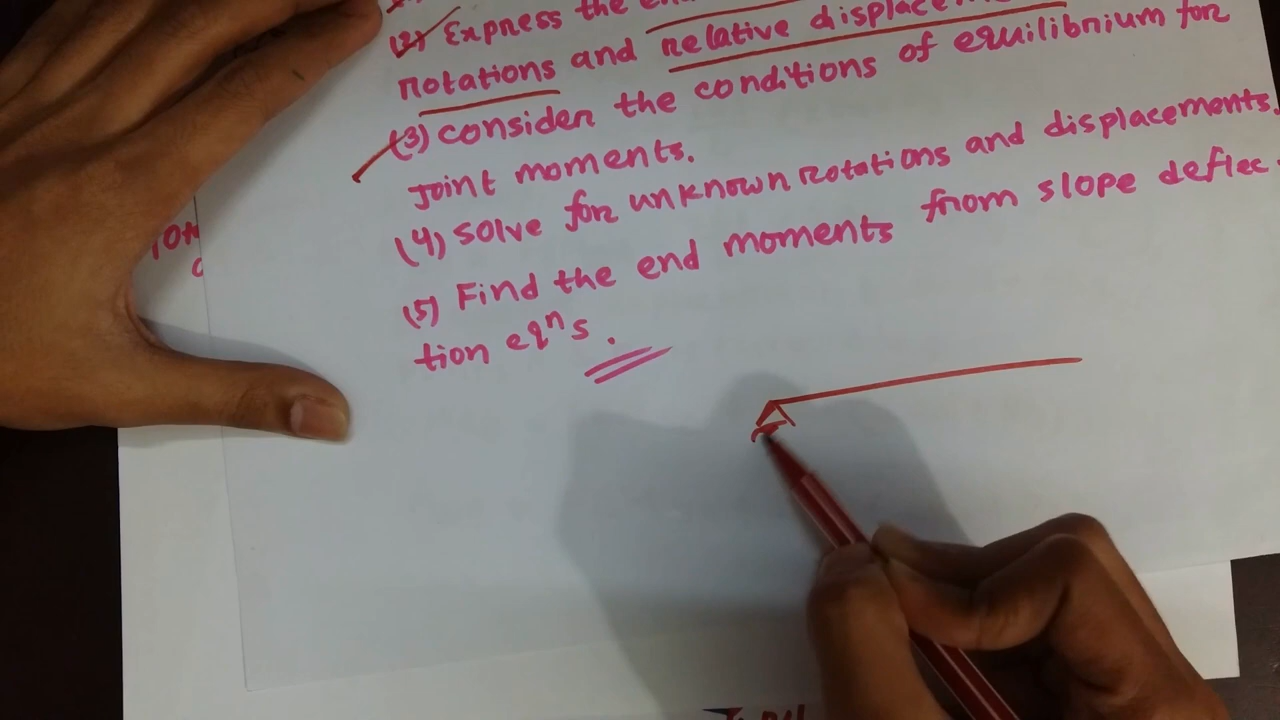 (2) Express the
rotations and relative
(3) consider the conditions of equilibrium for
joint moments.
(4) solve for unknown rotations and displacements.
(5) Find the end moments from slope deflec-
tion eqⁿs.